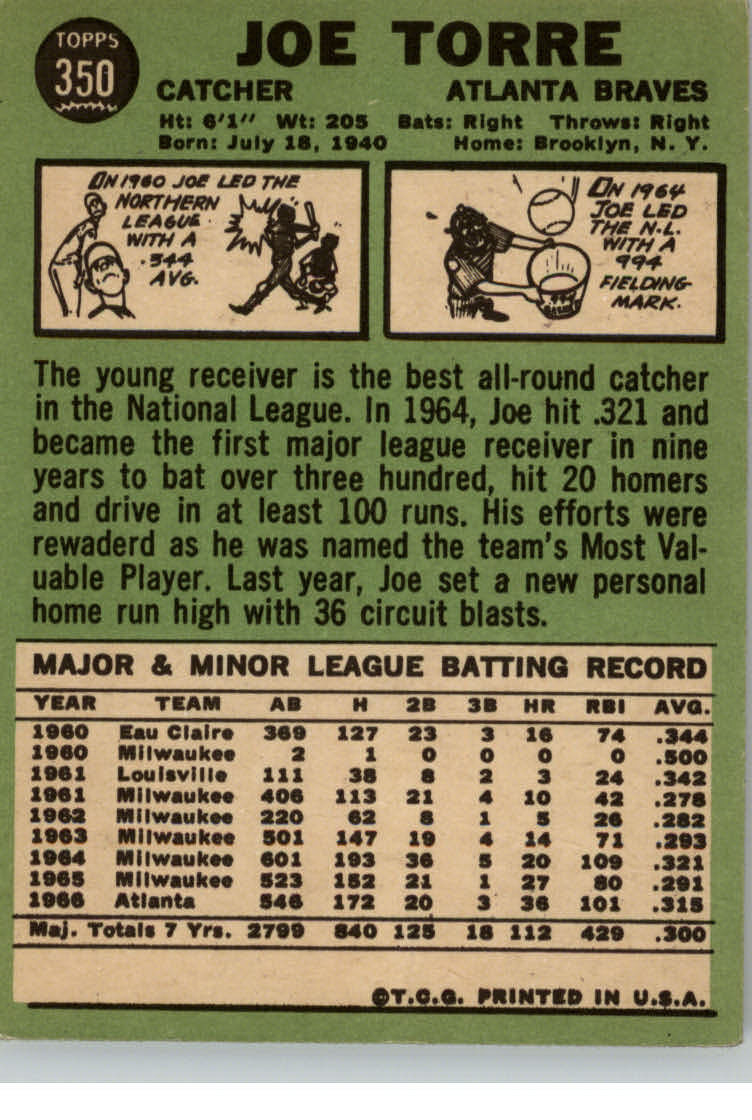 TOPPS
350
JOE TORRE
CATCHER ATLANTA BRAVES
Ht: 6'1" Wt: 205 Bats: Right Throws: Right
Born: July 18, 1940 Home: Brooklyn, N. Y.
IN 1960 JOE LED THE
NORTHERN
LEAGUE
WITH A
.344
AVG.
IN 1964
JOE LED
THE N.L.
WITH A
994
FIELDING
MARK.
The young receiver is the best all-round catcher
in the National League. In 1964, Joe hit .321 and
became the first major league receiver in nine
years to bat over three hundred, hit 20 homers
and drive in at least 100 runs. His efforts were
rewaderd as he was named the team's Most Val-
uable Player. Last year, Joe set a new personal
home run high with 36 circuit blasts.
MAJOR & MINOR LEAGUE BATTING RECORD
YEAR TEAM AB H 2B 3B HR RBI AVG.
1960 Eau Claire 369 127 23 3 16 74 .344
1960 Milwaukee 2 1 0 0 0 0 .500
1961 Louisville 111 38 8 2 3 24 .342
1961 Milwaukee 406 113 21 4 10 42 .278
1962 Milwaukee 220 62 8 1 5 26 .282
1963 Milwaukee 501 147 19 4 14 71 .293
1964 Milwaukee 601 193 36 5 20 109 .321
1965 Milwaukee 523 152 21 1 27 80 .291
1966 Atlanta 546 172 20 3 36 101 .315
Maj. Totals 7 Yrs. 2799 840 125 18 112 429 .300
©T.C.G. PRINTED IN U.S.A.